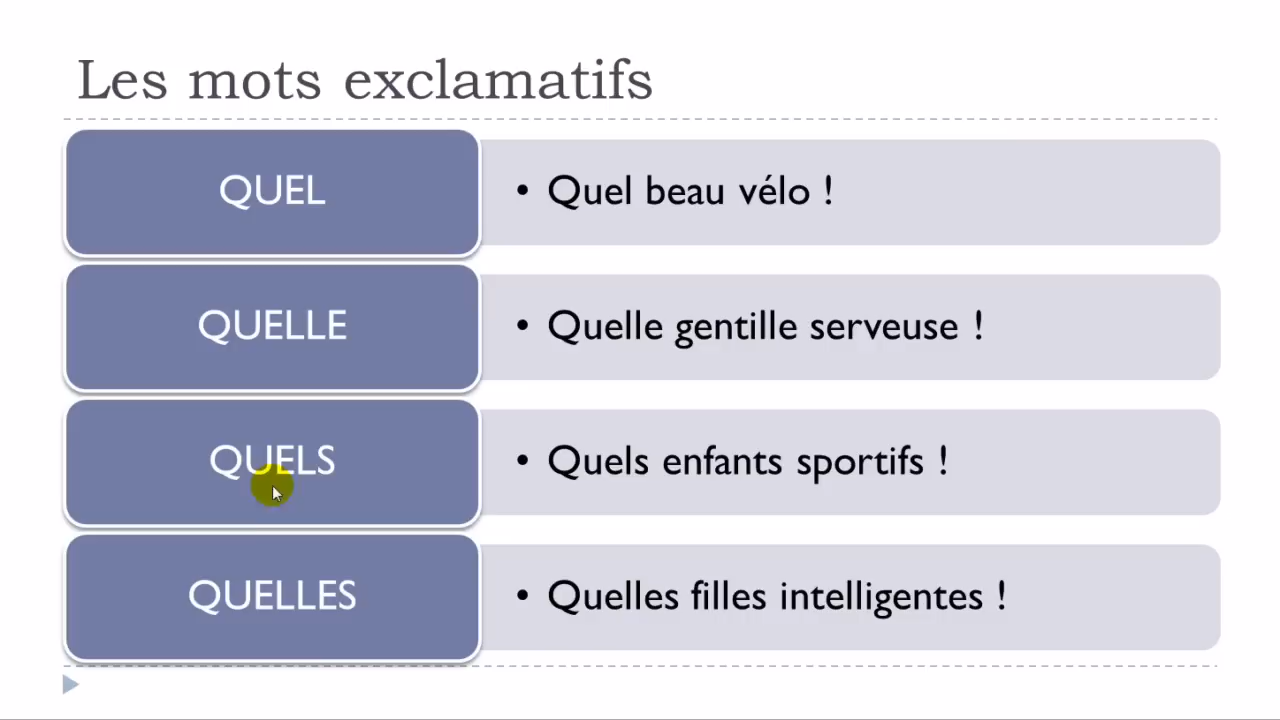 Les mots exclamatifs
QUEL
• Quel beau vélo !
QUELLE
• Quelle gentille serveuse !
QUELS
• Quels enfants sportifs !
QUELLES
• Quelles filles intelligentes !